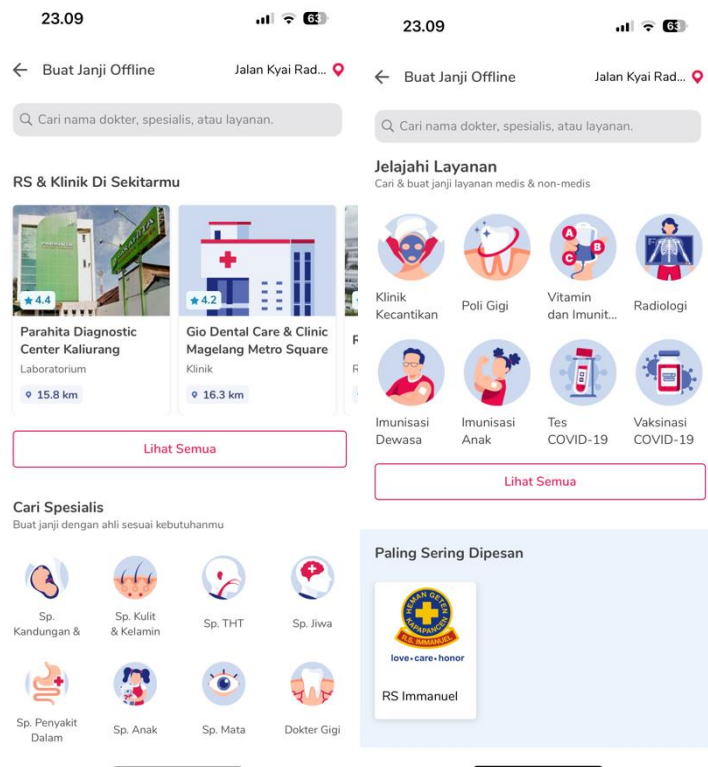 23.09
63
Buat Janji Offline
Jalan Kyai Rad...
Cari nama dokter, spesialis, atau layanan.
RS & Klinik Di Sekitarmu
4.4
4.2
Parahita Diagnostic
Center Kaliurang
Laboratorium
15.8 km
Gio Dental Care & Clinic
Magelang Metro Square
Klinik
16.3 km
Lihat Semua
Cari Spesialis
Buat janji dengan ahli sesuai kebutuhanmu
Sp.
Kandungan &
Sp. Kulit
& Kelamin
Sp. THT
Sp. Jiwa
Sp. Penyakit
Dalam
Sp. Anak
Sp. Mata
Dokter Gigi
23.09
63
Buat Janji Offline
Jalan Kyai Rad...
Cari nama dokter, spesialis, atau layanan.
Jelajahi Layanan
Cari & buat janji layanan medis & non-medis
A
B
C
Klinik
Kecantikan
Poli Gigi
Vitamin
dan Imunit...
Radiologi
Imunisasi
Dewasa
Imunisasi
Anak
Tes
COVID-19
Vaksinasi
COVID-19
Lihat Semua
Paling Sering Dipesan
HEMAN GETEN
KAPAPANCEN
R.S. IMMANUEL
love•care•honor
RS Immanuel